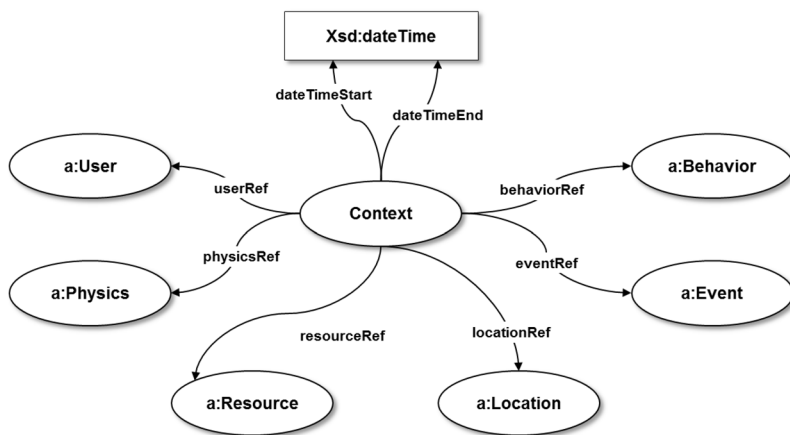 Xsd:dateTime
dateTimeStart
dateTimeEnd
a:User
a:Behavior
userRef
behaviorRef
Context
physicsRef
eventRef
a:Physics
a:Event
resourceRef
locationRef
a:Resource
a:Location